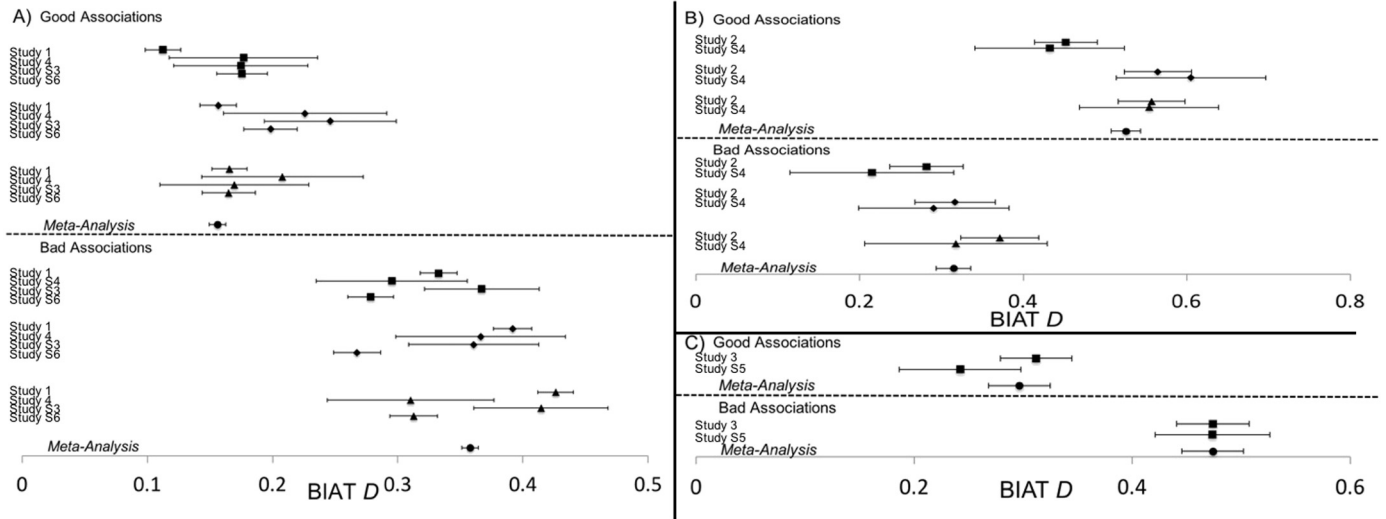 A) Good Associations
Study 1
Study 4
Study S3
Study S6
Study 1
Study 4
Study S3
Study S6
Study 1
Study 4
Study S3
Study S6
Meta-Analysis
Bad Associations
Study 1
Study S4
Study S3
Study S6
Study 1
Study 4
Study S3
Study S6
Study 1
Study 4
Study S3
Study S6
Meta-Analysis
0 0.1 0.2 0.3 0.4 0.5
BIAT D
B) Good Associations
Study 2
Study S4
Study 2
Study S4
Study 2
Study S4
Meta-Analysis
Bad Associations
Study 2
Study S4
Study 2
Study S4
Study 2
Study S4
Meta-Analysis
0 0.2 0.4 0.6 0.8
BIAT D
C) Good Associations
Study 3
Study S5
Meta-Analysis
Bad Associations
Study 3
Study S5
Meta-Analysis
0 0.2 0.4 0.6
BIAT D